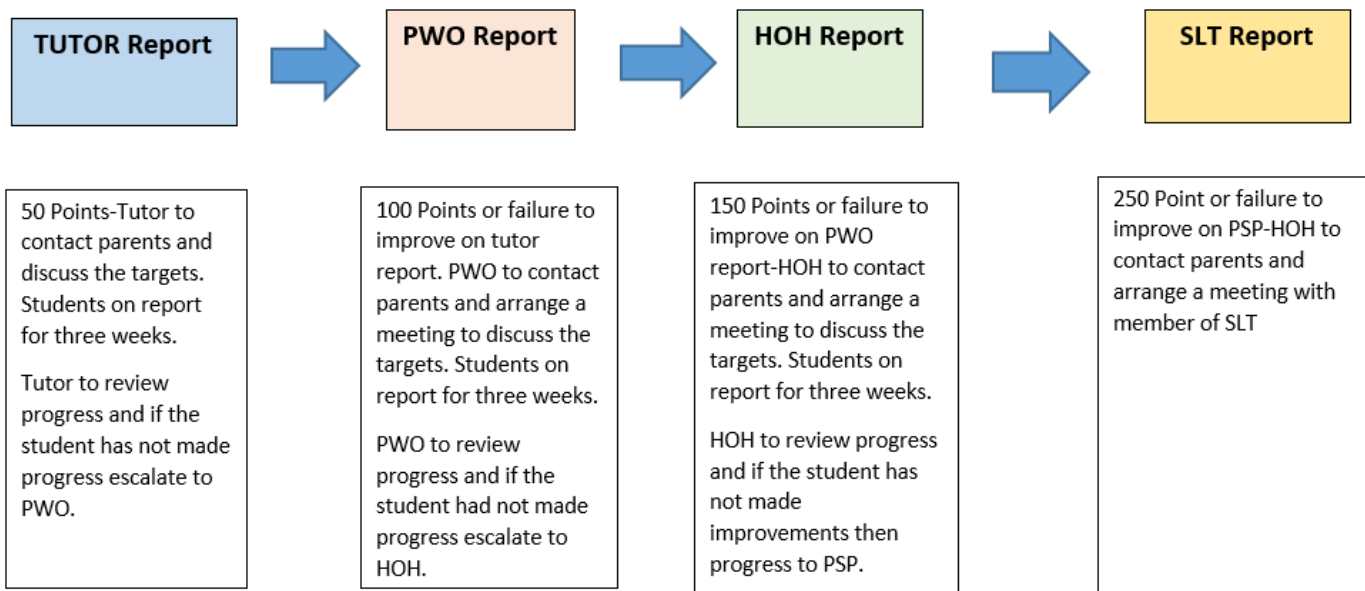 TUTOR Report
PWO Report
HOH Report
SLT Report
50 Points-Tutor to
contact parents and
discuss the targets.
Students on report
for three weeks.
Tutor to review
progress and if the
student has not made
progress escalate to
PWO.
100 Points or failure to
improve on tutor
report. PWO to contact
parents and arrange a
meeting to discuss the
targets. Students on
report for three weeks.
PWO to review
progress and if the
student had not made
progress escalate to
HOH.
150 Points or failure to
improve on PWO
report-HOH to contact
parents and arrange a
meeting to discuss the
targets. Students on
report for three weeks.
HOH to review progress
and if the student has
not made
improvements then
progress to PSP.
250 Point or failure to
improve on PSP-HOH to
contact parents and
arrange a meeting with
member of SLT